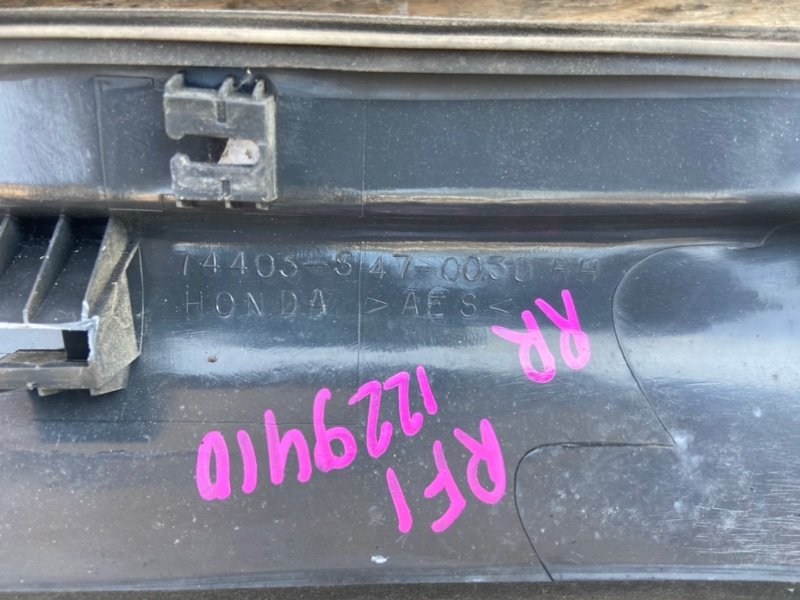 74403-S47-0030
HONDA >AES<
RR
RF1
1229410